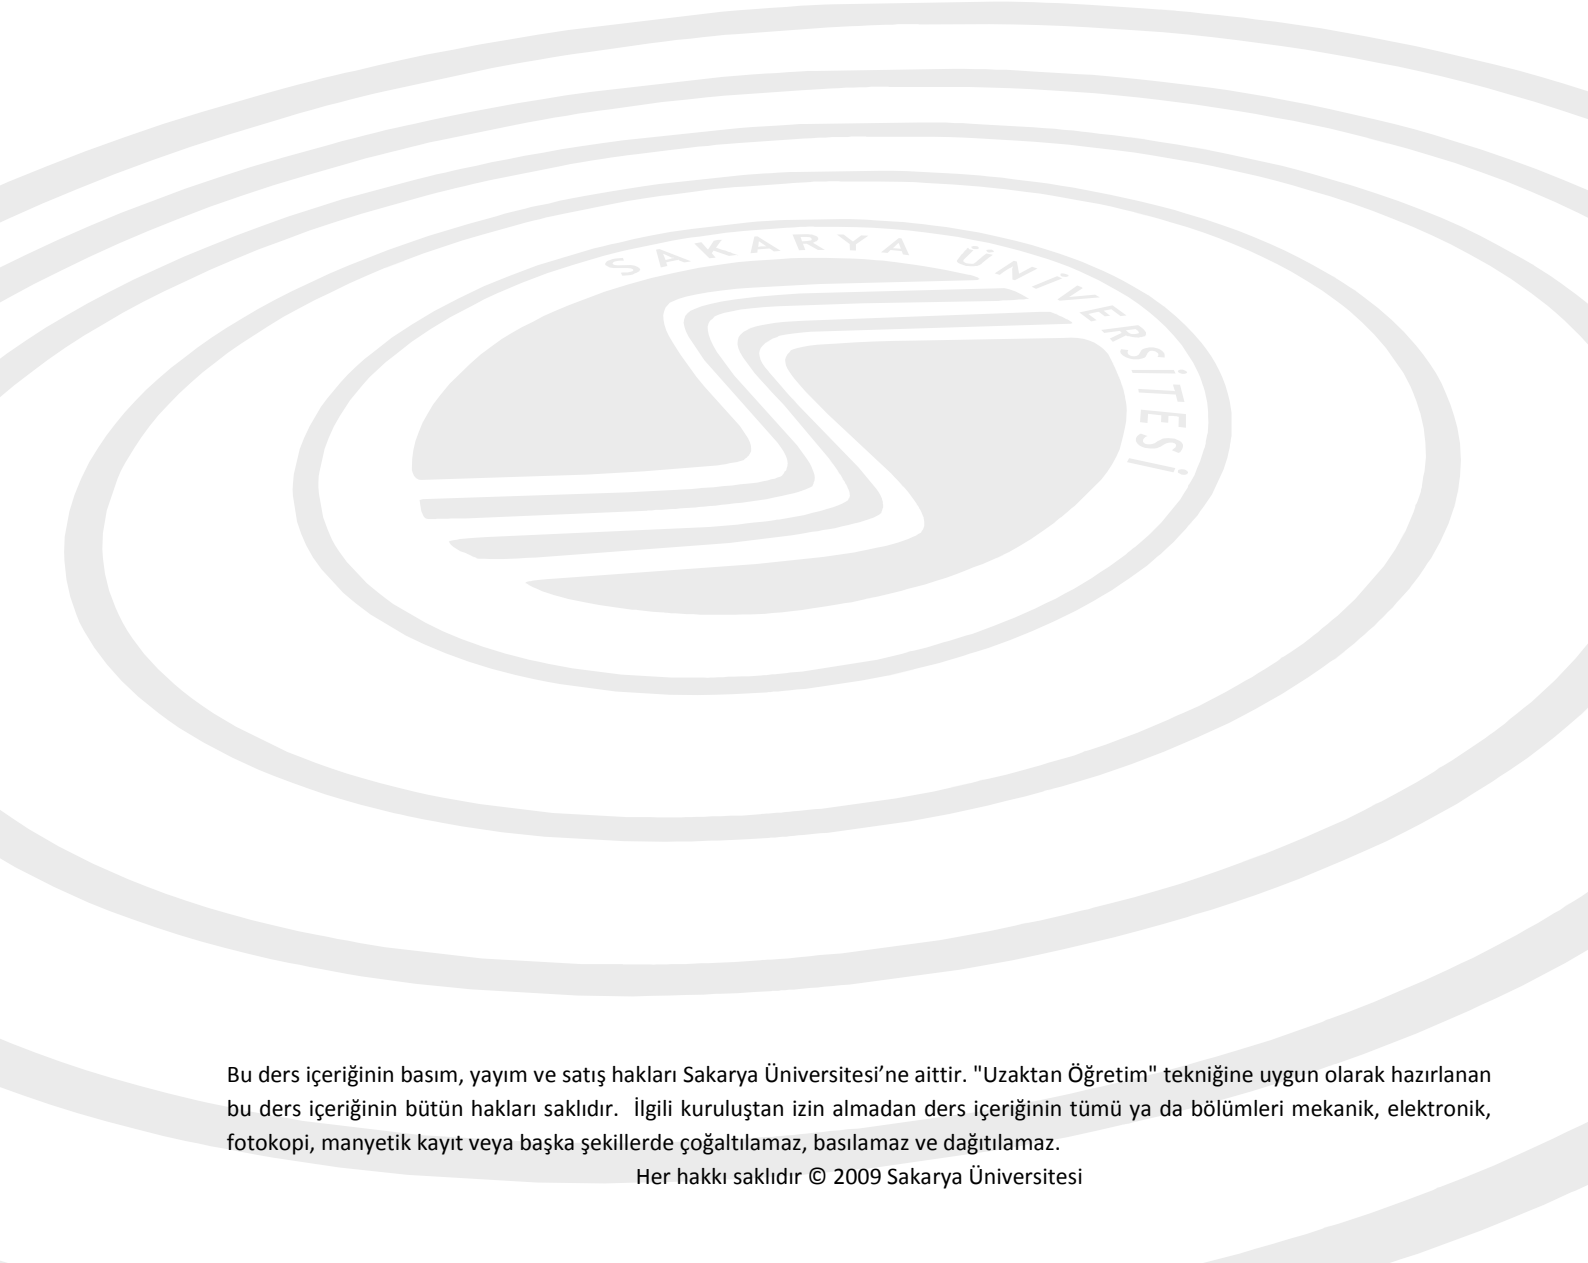 SAKARYA ÜNİVERSİTESİ
Bu ders içeriğinin basım, yayım ve satış hakları Sakarya Üniversitesi’ne aittir. "Uzaktan Öğretim" tekniğine uygun olarak hazırlanan
bu ders içeriğinin bütün hakları saklıdır.  İlgili kuruluştan izin almadan ders içeriğinin tümü ya da bölümleri mekanik, elektronik,
fotokopi, manyetik kayıt veya başka şekillerde çoğaltılamaz, basılamaz ve dağıtılamaz.
Her hakkı saklıdır © 2009 Sakarya Üniversitesi